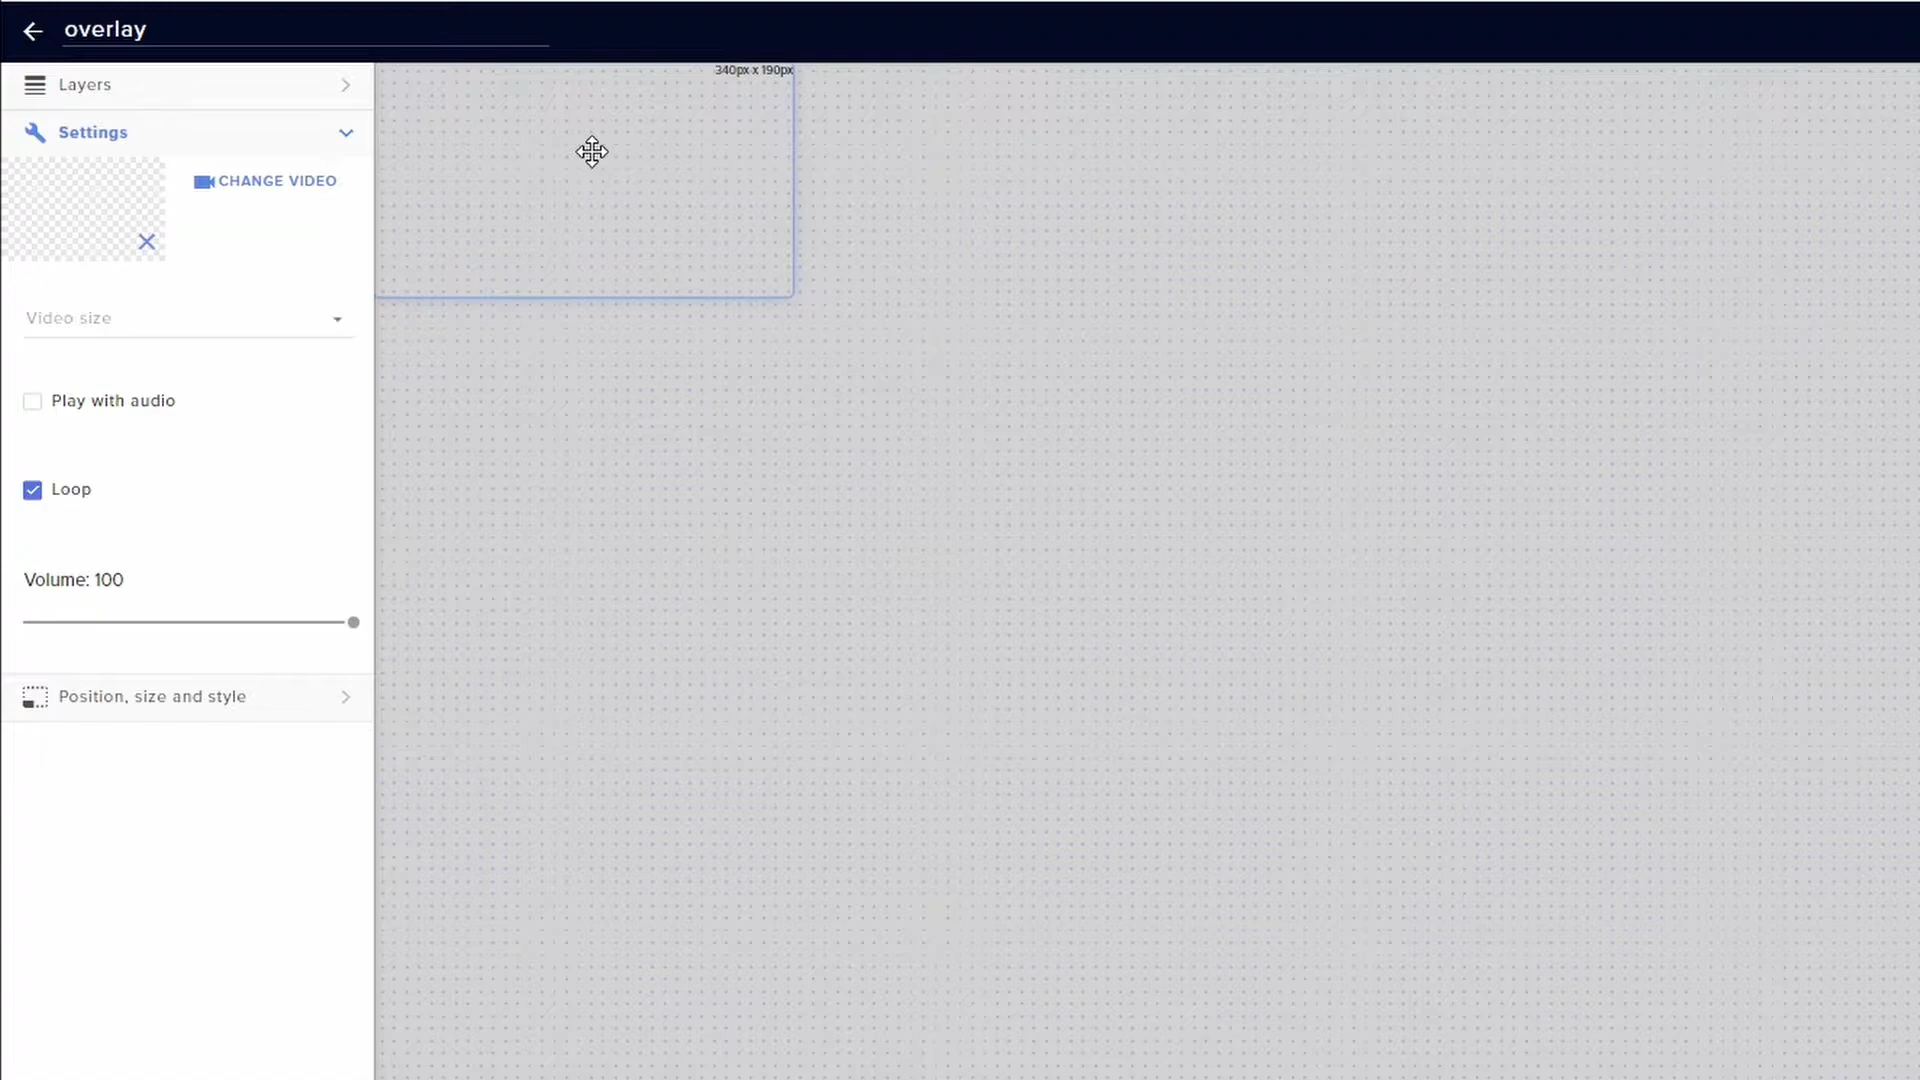 overlay
Layers
340px x 190px
Settings
CHANGE VIDEO
Video size
Play with audio
Loop
Volume: 100
Position, size and style